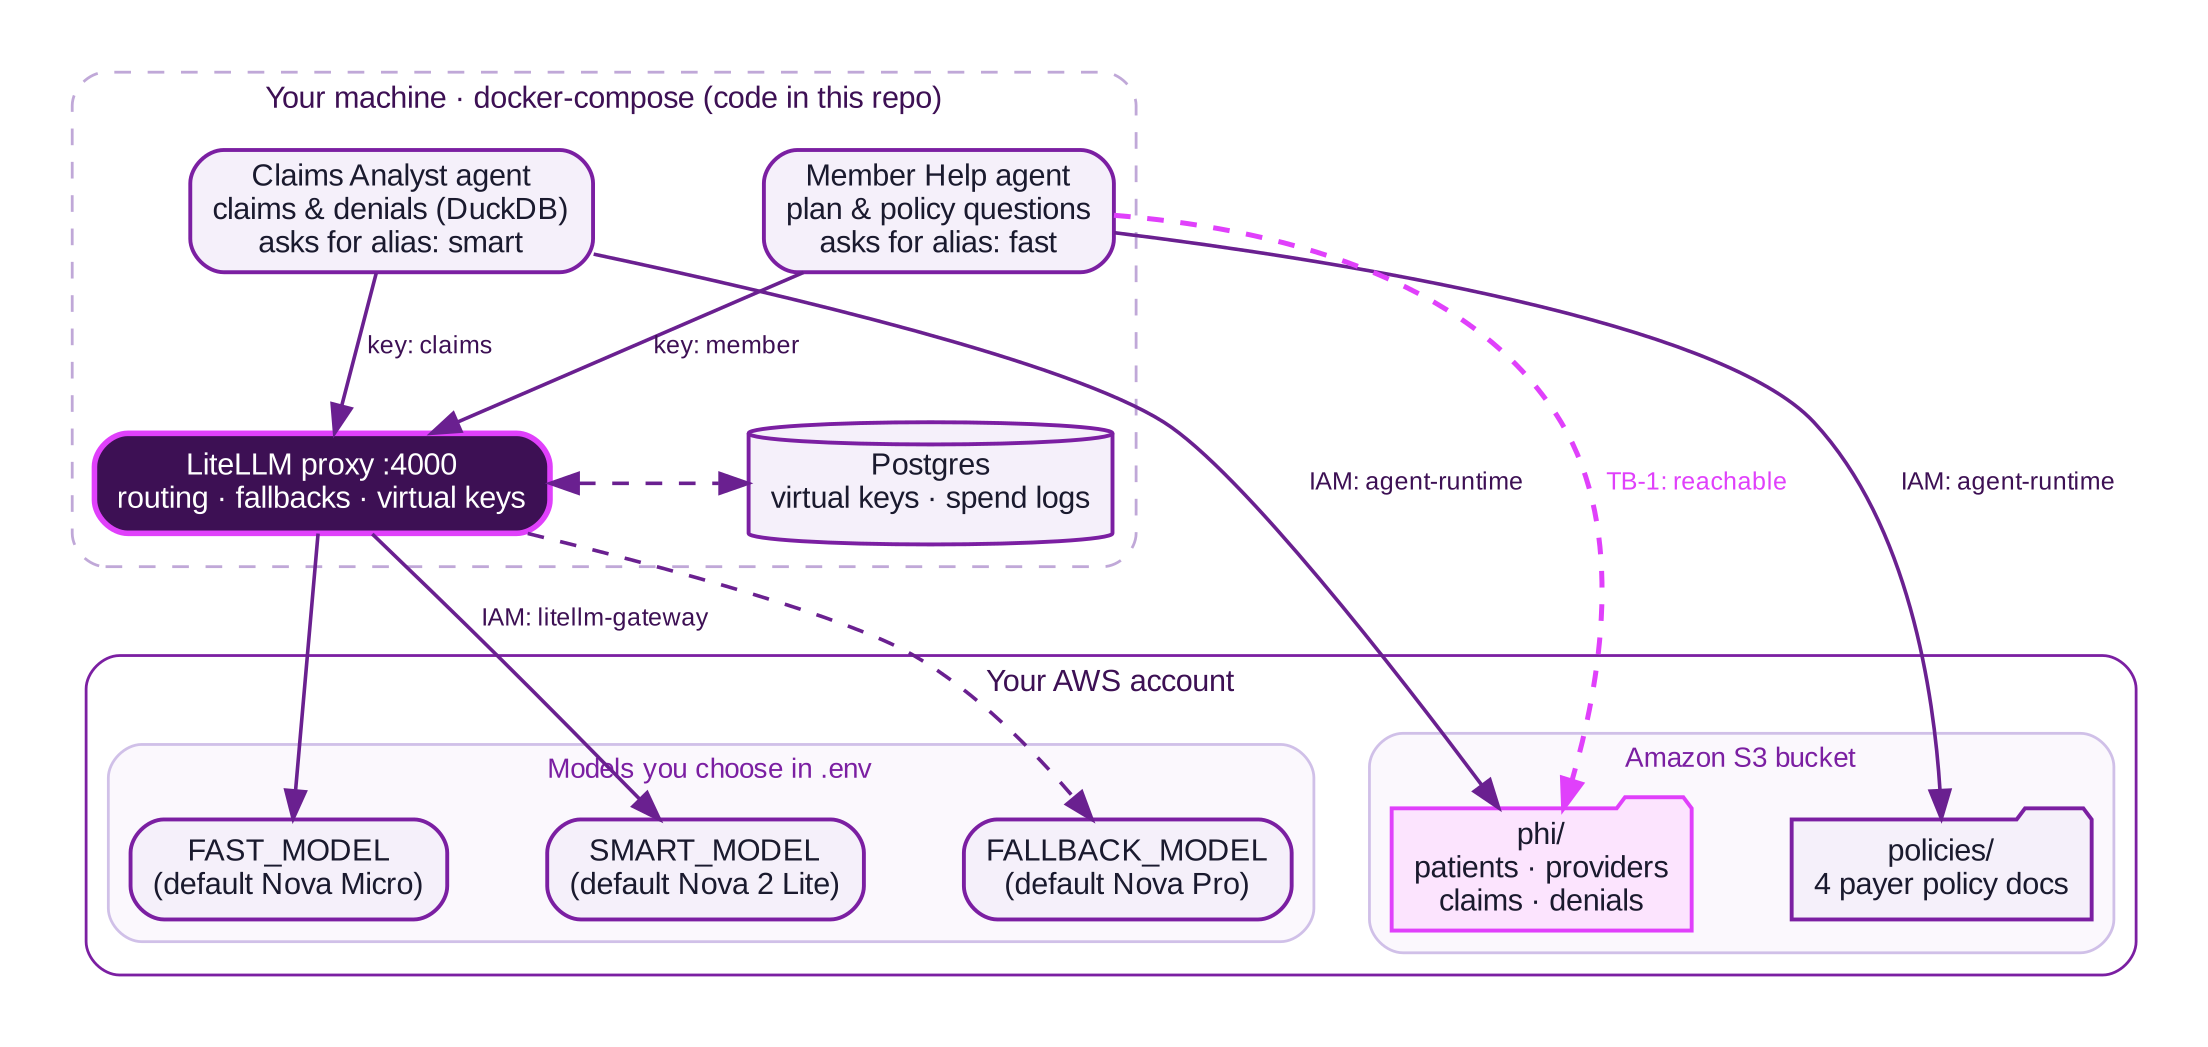 Your machine · docker-compose (code in this repo)
Claims Analyst agent
claims & denials (DuckDB)
asks for alias: smart
Member Help agent
plan & policy questions
asks for alias: fast
key: claims
key: member
LiteLLM proxy :4000
routing · fallbacks · virtual keys
Postgres
virtual keys · spend logs
IAM: agent-runtime
TB-1: reachable
IAM: agent-runtime
IAM: litellm-gateway
Your AWS account
Models you choose in .env
FAST_MODEL
(default Nova Micro)
SMART_MODEL
(default Nova 2 Lite)
FALLBACK_MODEL
(default Nova Pro)
Amazon S3 bucket
phi/
patients · providers
claims · denials
policies/
4 payer policy docs